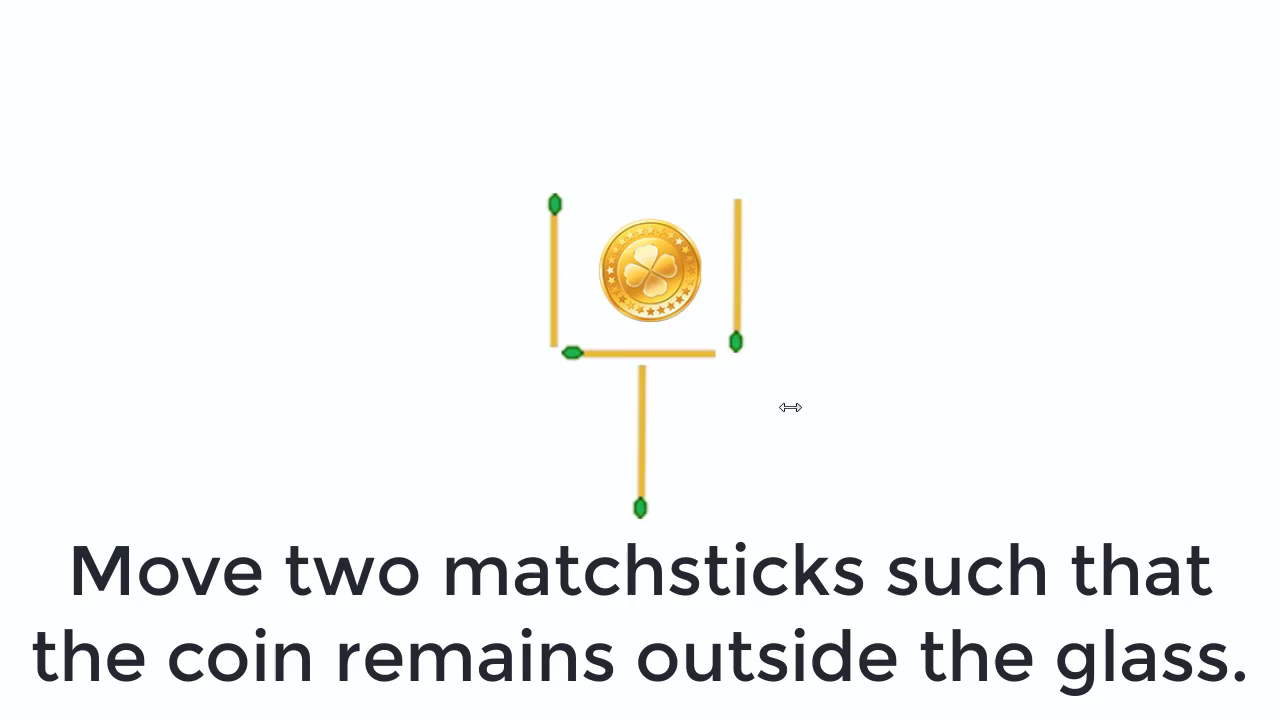 Move two matchsticks such that
the coin remains outside the glass.